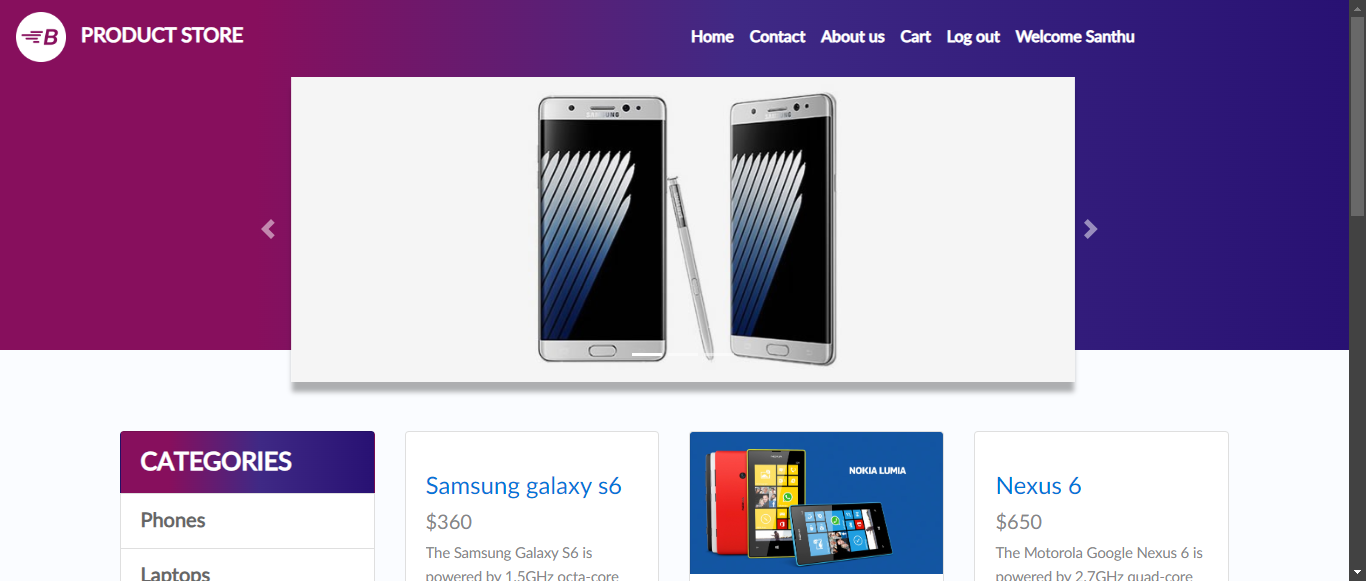 B PRODUCT STORE
Home Contact About us Cart Log out Welcome Santhu
SAMSUNG SAMSUNG
CATEGORIES
Phones
Laptops
Samsung galaxy s6
$360
The Samsung Galaxy S6 is
powered by 1.5GHz octa-core
NOKIA LUMIA
Nexus 6
$650
The Motorola Google Nexus 6 is
powered by 2.7GHz quad-core